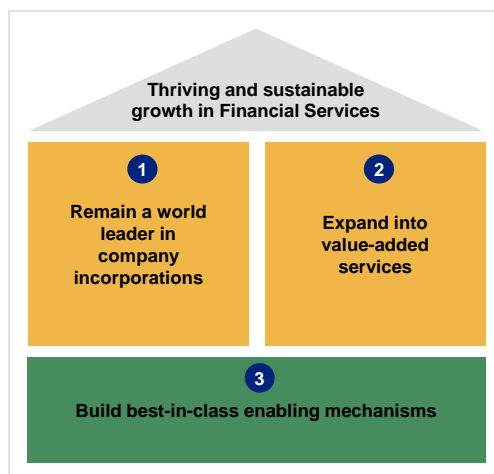 Thriving and sustainable
growth in Financial Services
1
Remain a world
leader in
company
incorporations
2
Expand into
value-added
services
3
Build best-in-class enabling mechanisms